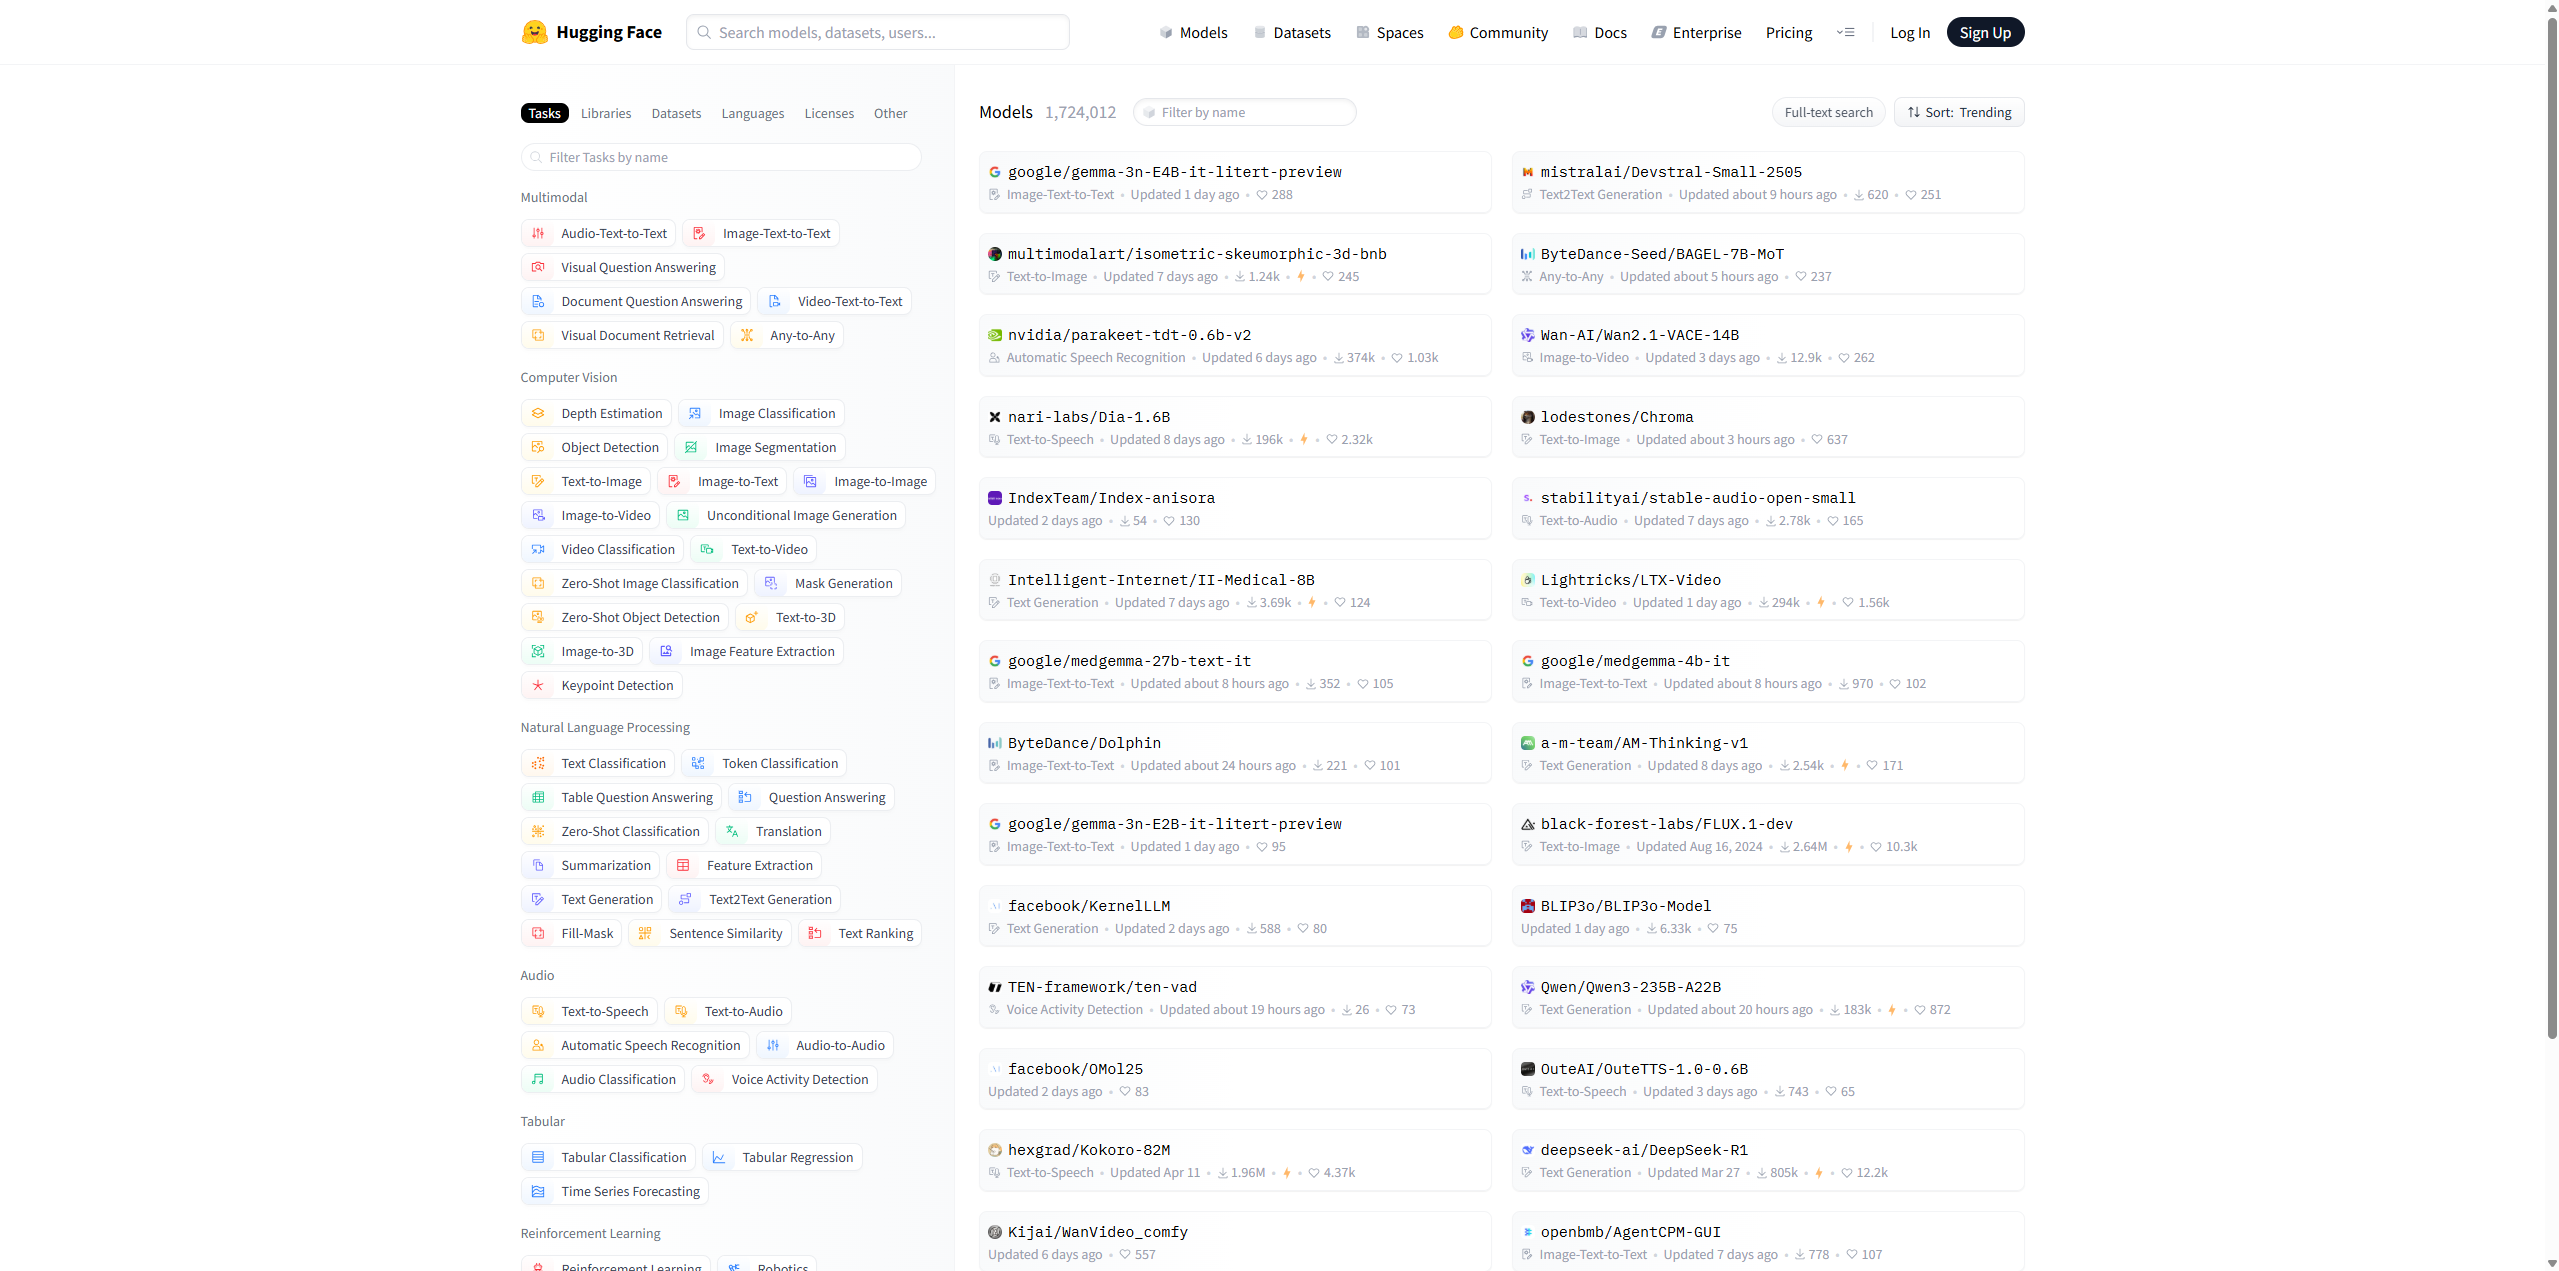 Hugging Face
Search models, datasets, users...
Models Datasets Spaces Community Docs Enterprise Pricing Log In Sign Up
Tasks Libraries Datasets Languages Licenses Other
Filter Tasks by name
Multimodal
Audio-Text-to-Text Image-Text-to-Text
Visual Question Answering
Document Question Answering Video-Text-to-Text
Visual Document Retrieval Any-to-Any
Computer Vision
Depth Estimation Image Classification
Object Detection Image Segmentation
Text-to-Image Image-to-Text Image-to-Image
Image-to-Video Unconditional Image Generation
Video Classification Text-to-Video
Zero-Shot Image Classification Mask Generation
Zero-Shot Object Detection Text-to-3D
Image-to-3D Image Feature Extraction
Keypoint Detection
Natural Language Processing
Text Classification Token Classification
Table Question Answering Question Answering
Zero-Shot Classification Translation
Summarization Feature Extraction
Text Generation Text2Text Generation
Fill-Mask Sentence Similarity Text Ranking
Audio
Text-to-Speech Text-to-Audio
Automatic Speech Recognition Audio-to-Audio
Audio Classification Voice Activity Detection
Tabular
Tabular Classification Tabular Regression
Time Series Forecasting
Reinforcement Learning
Reinforcement Learning Robotics
Models 1,724,012 Filter by name Full-text search Sort: Trending
google/gemma-3n-E4B-it-litert-preview
Image-Text-to-Text • Updated 1 day ago • 288
mistralai/Devstral-Small-2505
Text2Text Generation • Updated about 9 hours ago • 620 • 251
multimodalart/isometric-skeumorphic-3d-bnb
Text-to-Image • Updated 7 days ago • 1.24k • 245
ByteDance-Seed/BAGEL-7B-MoT
Any-to-Any • Updated about 5 hours ago • 237
nvidia/parakeet-tdt-0.6b-v2
Automatic Speech Recognition • Updated 6 days ago • 374k • 1.03k
Wan-AI/Wan2.1-VACE-14B
Image-to-Video • Updated 3 days ago • 12.9k • 262
nari-labs/Dia-1.6B
Text-to-Speech • Updated 8 days ago • 196k • 2.32k
lodestones/Chroma
Text-to-Image • Updated about 3 hours ago • 637
IndexTeam/Index-anisora
Updated 2 days ago • 54 • 130
stabilityai/stable-audio-open-small
Text-to-Audio • Updated 7 days ago • 2.78k • 165
Intelligent-Internet/II-Medical-8B
Text Generation • Updated 7 days ago • 3.69k • 124
Lightricks/LTX-Video
Text-to-Video • Updated 1 day ago • 294k • 1.56k
google/medgemma-27b-text-it
Image-Text-to-Text • Updated about 8 hours ago • 352 • 105
google/medgemma-4b-it
Image-Text-to-Text • Updated about 8 hours ago • 970 • 102
ByteDance/Dolphin
Image-Text-to-Text • Updated about 24 hours ago • 221 • 101
a-m-team/AM-Thinking-v1
Text Generation • Updated 8 days ago • 2.54k • 171
google/gemma-3n-E2B-it-litert-preview
Image-Text-to-Text • Updated 1 day ago • 95
black-forest-labs/FLUX.1-dev
Text-to-Image • Updated Aug 16, 2024 • 2.64M • 10.3k
facebook/KernelLLM
Text Generation • Updated 2 days ago • 588 • 80
BLIP3o/BLIP3o-Model
Updated 1 day ago • 6.33k • 75
TEN-framework/ten-vad
Voice Activity Detection • Updated about 19 hours ago • 26 • 73
Qwen/Qwen3-235B-A22B
Text Generation • Updated about 20 hours ago • 183k • 872
facebook/OMol25
Updated 2 days ago • 83
OuteAI/OuteTTS-1.0-0.6B
Text-to-Speech • Updated 3 days ago • 743 • 65
hexgrad/Kokoro-82M
Text-to-Speech • Updated Apr 11 • 1.96M • 4.37k
deepseek-ai/DeepSeek-R1
Text Generation • Updated Mar 27 • 805k • 12.2k
Kijai/WanVideo_comfy
Updated 6 days ago • 557
openbmb/AgentCPM-GUI
Image-Text-to-Text • Updated 7 days ago • 778 • 107